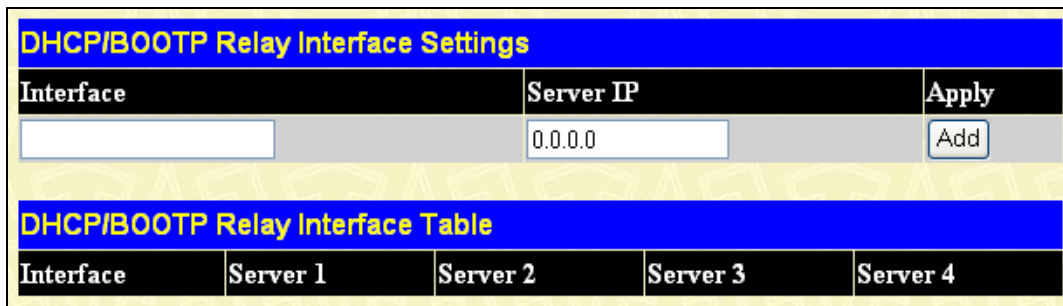 DHCP/BOOTP Relay Interface Settings
Interface Server IP Apply
0.0.0.0 Add
DHCP/BOOTP Relay Interface Table
Interface Server 1 Server 2 Server 3 Server 4